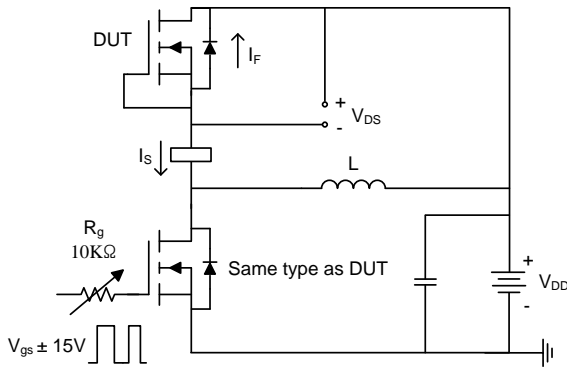 DUT
I_F
+
V_DS
-
I_S
L
R_g
10KΩ
Same type as DUT
+
V_DD
-
V_gs ± 15V